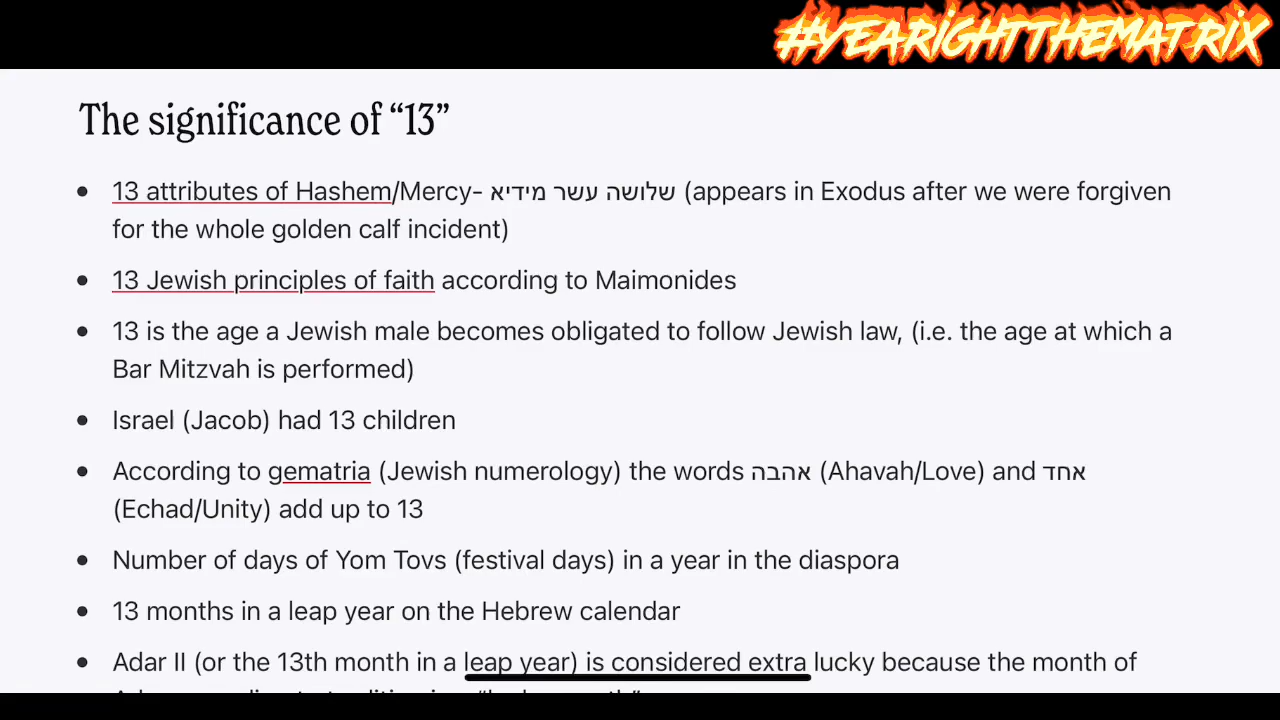 #YEARIGHTTHEMATRIX
The significance of “13”
• 13 attributes of Hashem/Mercy- שלושה עשר מידיא (appears in Exodus after we were forgiven
for the whole golden calf incident)
• 13 Jewish principles of faith according to Maimonides
• 13 is the age a Jewish male becomes obligated to follow Jewish law, (i.e. the age at which a
Bar Mitzvah is performed)
• Israel (Jacob) had 13 children
• According to gematria (Jewish numerology) the words אהבה (Ahavah/Love) and אחד
(Echad/Unity) add up to 13
• Number of days of Yom Tovs (festival days) in a year in the diaspora
• 13 months in a leap year on the Hebrew calendar
• Adar II (or the 13th month in a leap year) is considered extra lucky because the month of